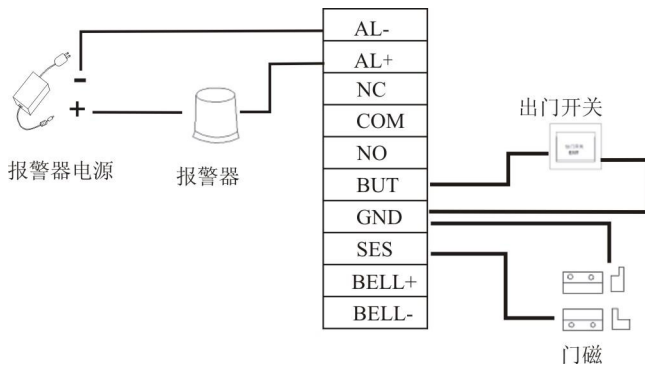 AL-
AL+
NC
COM
NO
BUT
GND
SES
BELL+
BELL-
-
+
报警器电源
报警器
出门开关
门磁